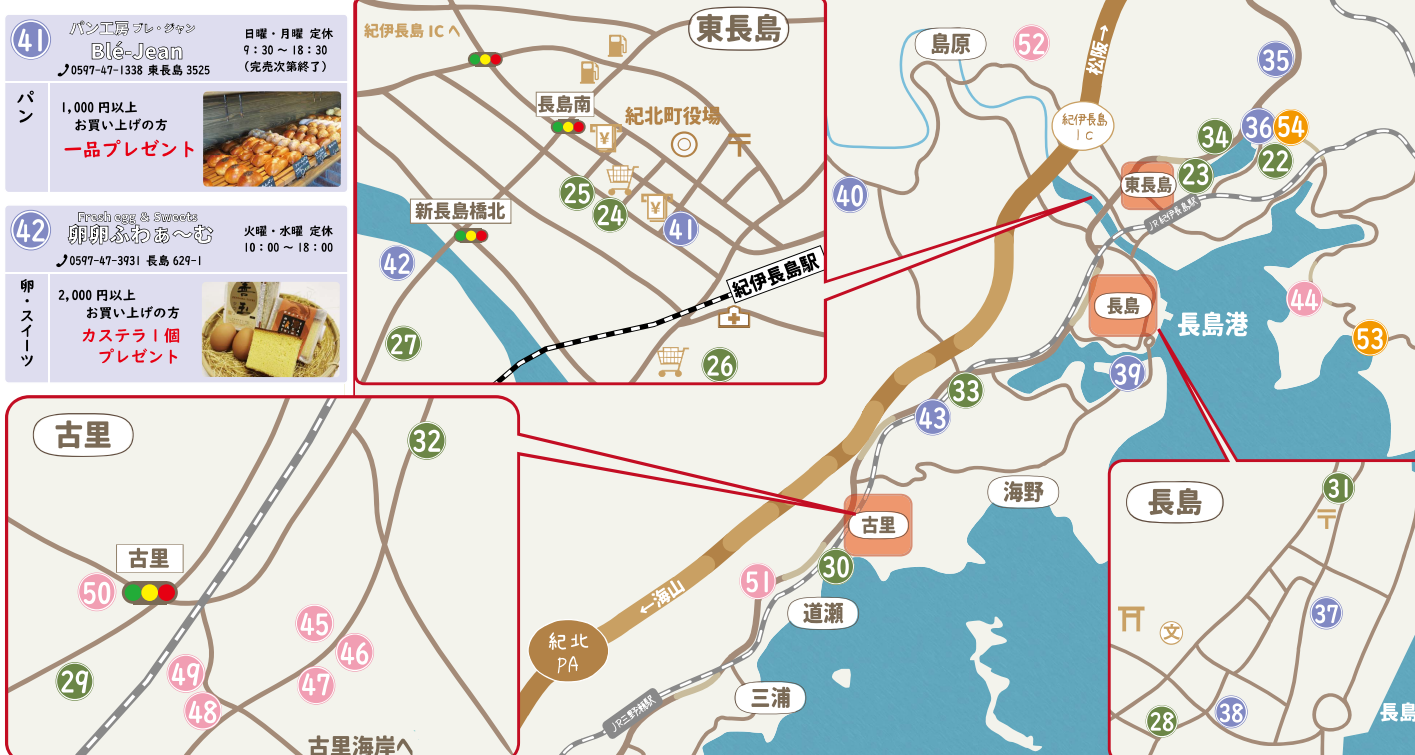 41
パン工房 ブレ・ジャン
Blé-Jean
0597-47-1338 東長島 3525
日曜・月曜 定休
9:30～18:30
(完売次第終了)
パン
1,000 円以上
お買い上げの方
一品プレゼント
42
Fresh egg & Sweets
卵卵ふわぁ～む
0597-47-3931 長島 629-1
火曜・水曜 定休
10:00～18:00
卵・スイーツ
2,000 円以上
お買い上げの方
カステラ1個
プレゼント
東長島
紀伊長島 IC へ
長島南
紀北町役場
¥
25
24
¥
41
新長島橋北
42
27
紀伊長島駅
26
島原
52
松阪→
35
紀伊長島
IC
34
36
54
22
23
東長島
40
JR紀伊長島駅
長島
長島港
44
53
39
33
43
海野
古里
30
51
道瀬
←海山
紀北
PA
三浦
JR三野瀬駅
古里
32
古里
50
45
46
47
49
48
29
古里海岸へ
長島
31
37
文
28
38
長島